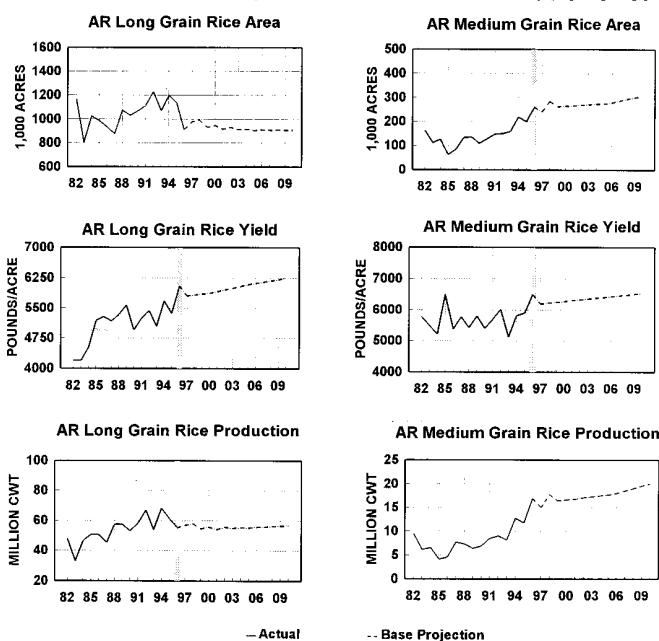 AR Long Grain Rice Area
1,000 ACRES
1600
1400
1200
1000
800
600
82 85 88 91 94 97 00 03 06 09
AR Medium Grain Rice Area
1,000 ACRES
500
400
300
200
100
0
82 85 88 91 94 97 00 03 06 09
AR Long Grain Rice Yield
POUNDS/ACRE
7000
6250
5500
4750
4000
82 85 88 91 94 97 00 03 06 09
AR Medium Grain Rice Yield
POUNDS/ACRE
8000
7000
6000
5000
4000
82 85 88 91 94 97 00 03 06 09
AR Long Grain Rice Production
MILLION CWT
100
80
60
40
20
82 85 88 91 94 97 00 03 06 09
AR Medium Grain Rice Production
MILLION CWT
25
20
15
10
5
0
82 85 88 91 94 97 00 03 06 09
— Actual
-- Base Projection